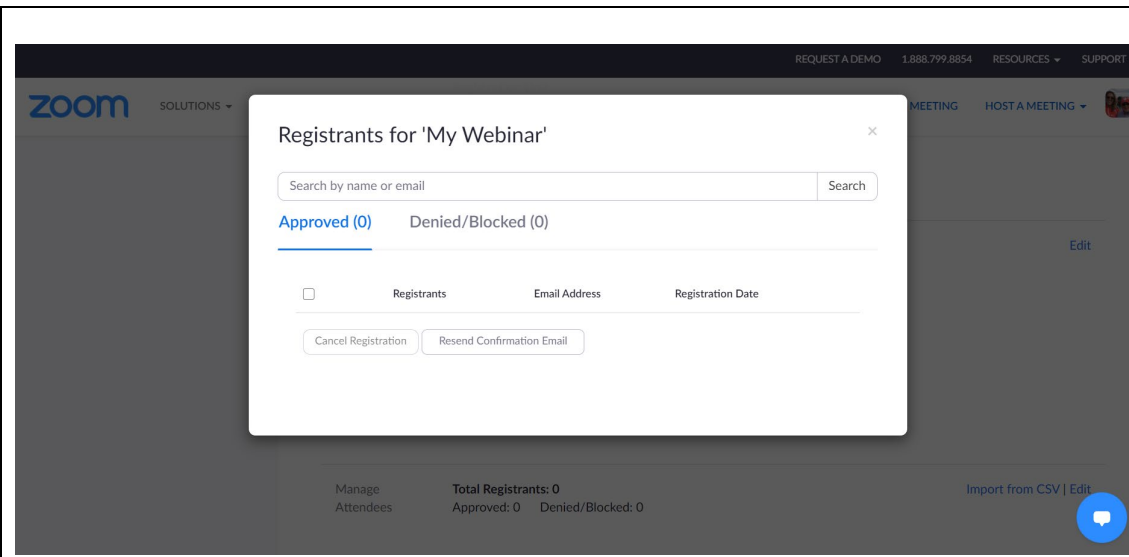 REQUEST A DEMO 1.888.799.8854 RESOURCES SUPPORT
zoom SOLUTIONS MEETING HOST A MEETING
Registrants for 'My Webinar' ×
Search by name or email Search
Approved (0) Denied/Blocked (0)
Edit
Registrants Email Address Registration Date
Cancel Registration Resend Confirmation Email
Manage Total Registrants: 0 Import from CSV | Edit
Attendees Approved: 0 Denied/Blocked: 0